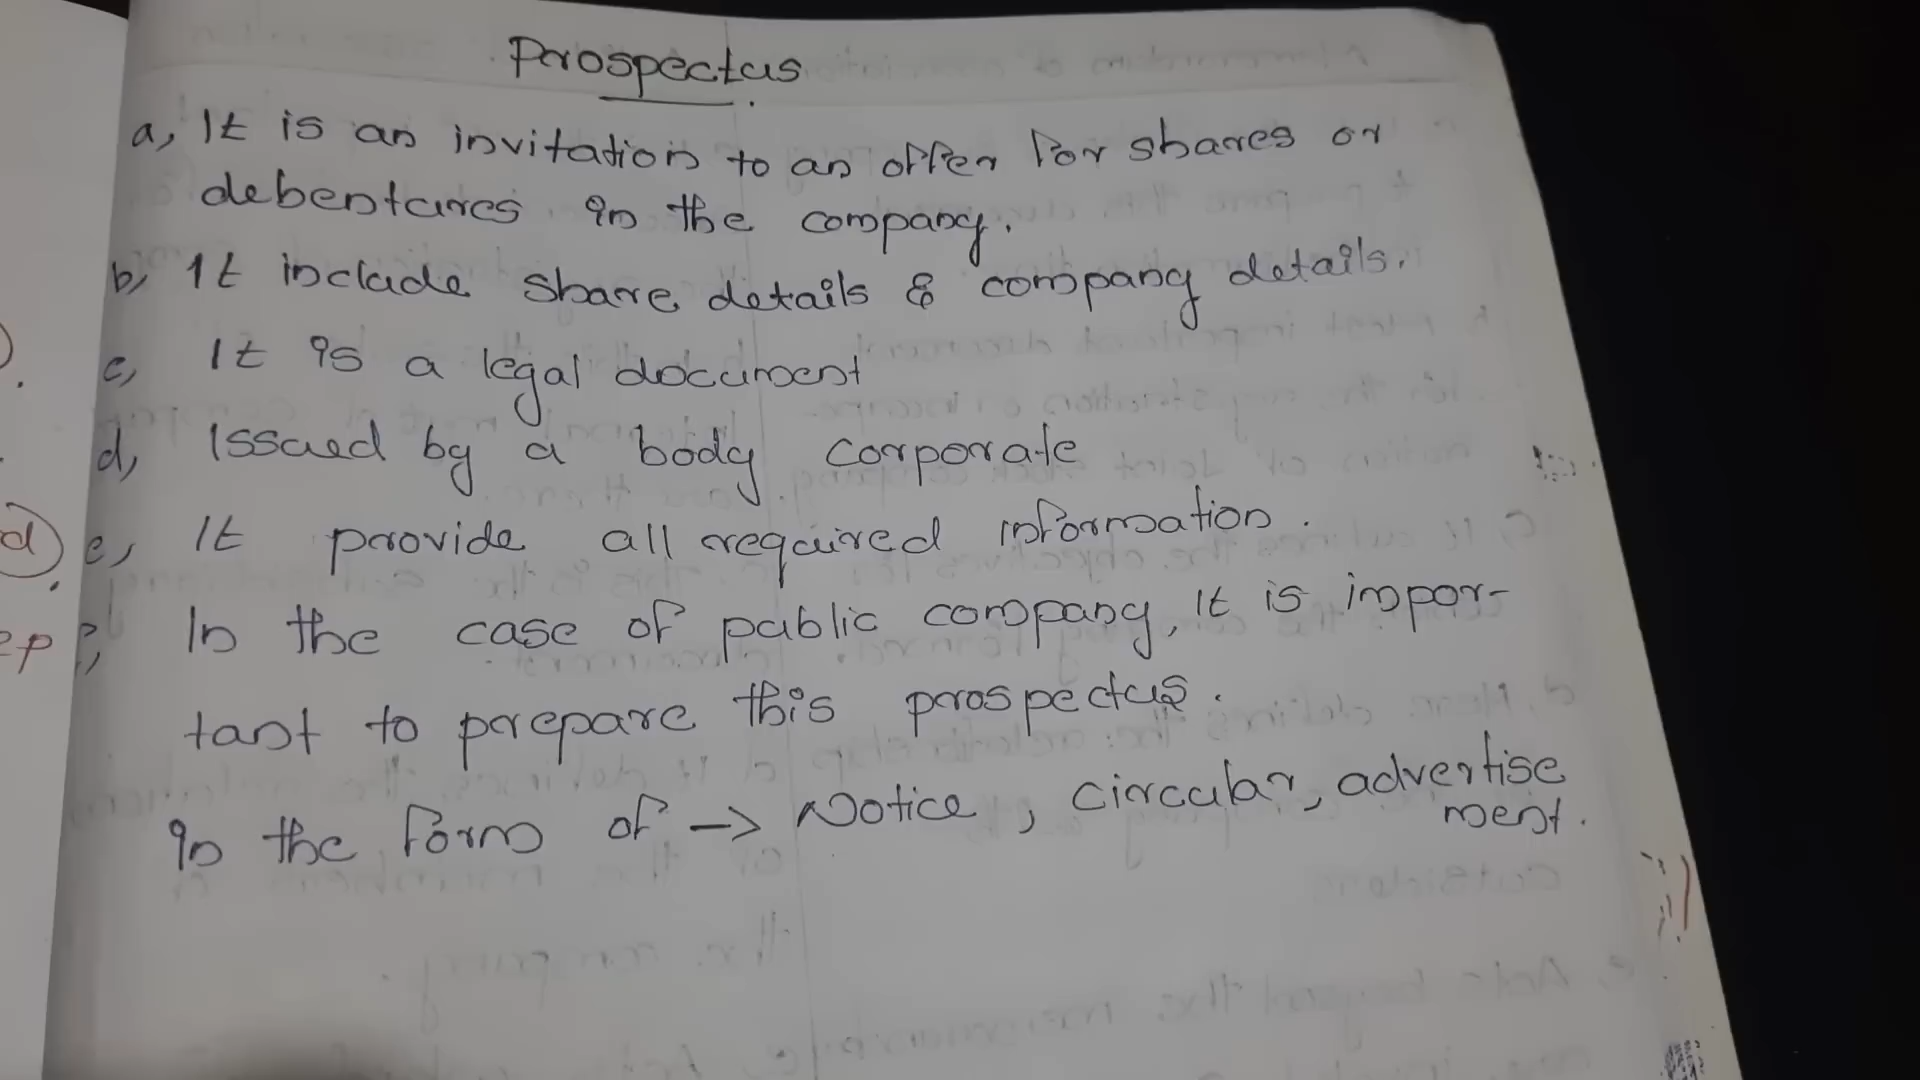 Prospectus
a, It is an invitation to an offer for shares or
debentures in the company.
b, It include share details & company details.
c, It is a legal document
d, Issued by a body corporate
d e, It provide all required information.
ep f, In the case of public company, it is impor-
tant to prepare this prospectus.
In the form of -> Notice, circular, advertise
ment.